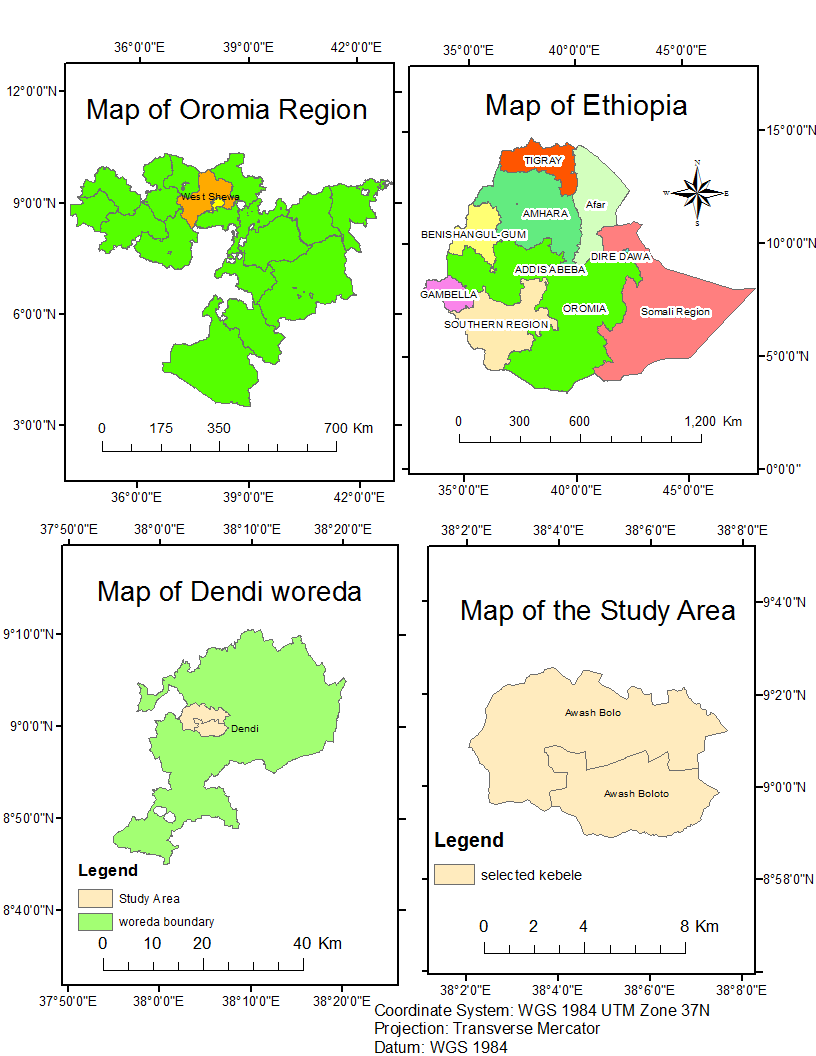 36°0'0"E 39°0'0"E 42°0'0"E
12°0'0"N
9°0'0"N
6°0'0"N
3°0'0"N
Map of Oromia Region
West Shewa
0 175 350 700 Km
36°0'0"E 39°0'0"E 42°0'0"E
35°0'0"E 40°0'0"E 45°0'0"E
Map of Ethiopia
15°0'0"N
10°0'0"N
5°0'0"N
0°0'0"
N
W E
S
TIGRAY
Afar
AMHARA
BENISHANGUL-GUM
DIRE DAWA
ADDIS ABEBA
GAMBELLA
OROMIA
Somali Region
SOUTHERN REGION
0 300 600 1,200 Km
35°0'0"E 40°0'0"E 45°0'0"E
37°50'0"E 38°0'0"E 38°10'0"E 38°20'0"E
Map of Dendi woreda
9°10'0"N
9°0'0"N
8°50'0"N
8°40'0"N
Dendi
Legend
Study Area
woreda boundary
0 10 20 40 Km
37°50'0"E 38°0'0"E 38°10'0"E 38°20'0"E
38°2'0"E 38°4'0"E 38°6'0"E 38°8'0"E
Map of the Study Area
9°4'0"N
9°2'0"N
9°0'0"N
8°58'0"N
Awash Bolo
Awash Boloto
Legend
selected kebele
0 2 4 8 Km
38°2'0"E 38°4'0"E 38°6'0"E 38°8'0"E
Coordinate System: WGS 1984 UTM Zone 37N
Projection: Transverse Mercator
Datum: WGS 1984